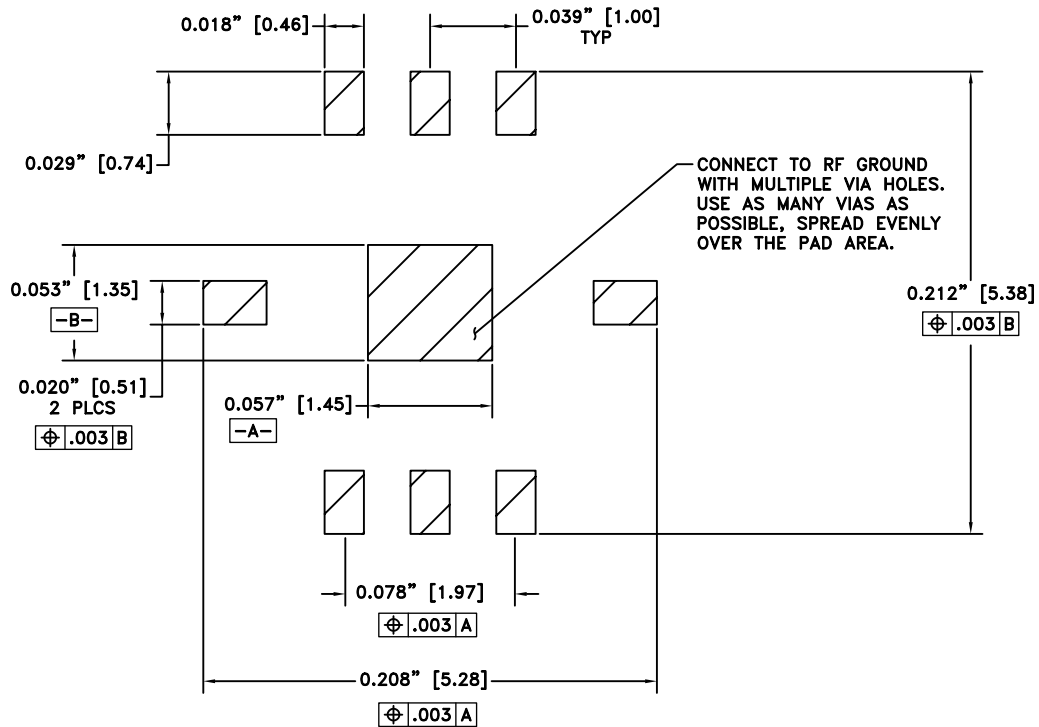 0.018” [0.46]
0.039” [1.00]
TYP
0.029” [0.74]
CONNECT TO RF GROUND
WITH MULTIPLE VIA HOLES.
USE AS MANY VIAS AS
POSSIBLE, SPREAD EVENLY
OVER THE PAD AREA.
0.053” [1.35]
-B-
0.212” [5.38]
⌖ .003 B
0.020” [0.51]
2 PLCS
⌖ .003 B
0.057” [1.45]
-A-
0.078” [1.97]
⌖ .003 A
0.208” [5.28]
⌖ .003 A